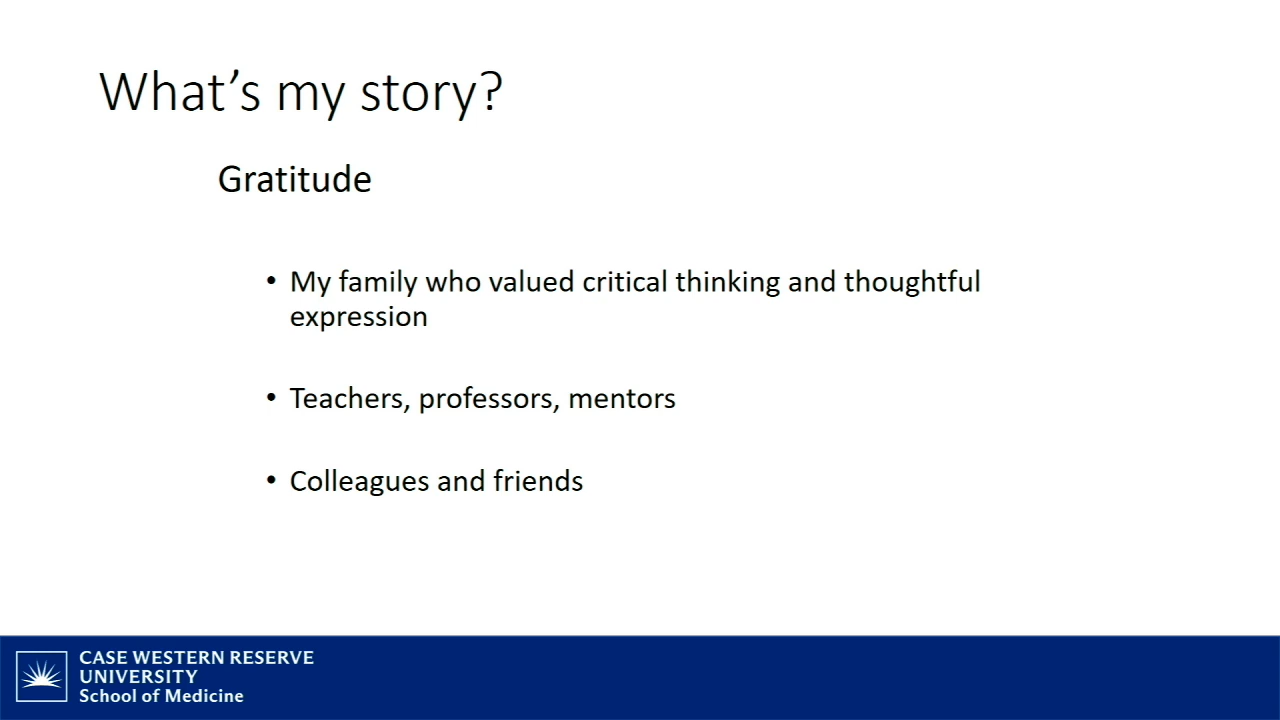 What's my story?
Gratitude
• My family who valued critical thinking and thoughtful
expression
• Teachers, professors, mentors
• Colleagues and friends
CASE WESTERN RESERVE
UNIVERSITY
School of Medicine